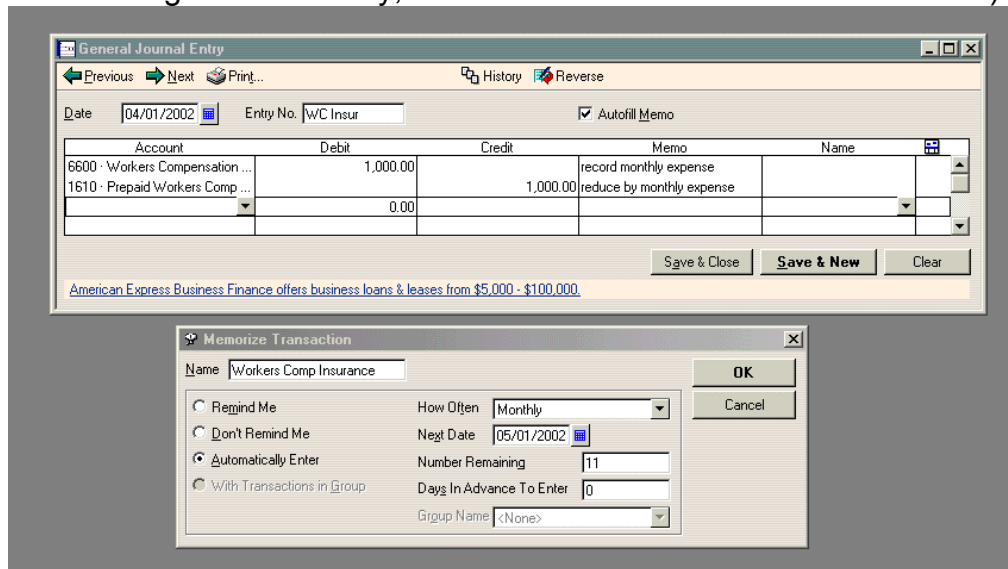 General Journal Entry
Previous Next Print... History Reverse
Date 04/01/2002 Entry No. WC Insur Autofill Memo
Account Debit Credit Memo Name
6600 · Workers Compensation ... 1,000.00 record monthly expense
1610 · Prepaid Workers Comp ... 1,000.00 reduce by monthly expense
0.00
Save & Close Save & New Clear
American Express Business Finance offers business loans & leases from $5,000 - $100,000.
Memorize Transaction
Name Workers Comp Insurance OK
Remind Me How Often Monthly Cancel
Don't Remind Me Next Date 05/01/2002
Automatically Enter Number Remaining 11
With Transactions in Group Days In Advance To Enter 0
Group Name <None>